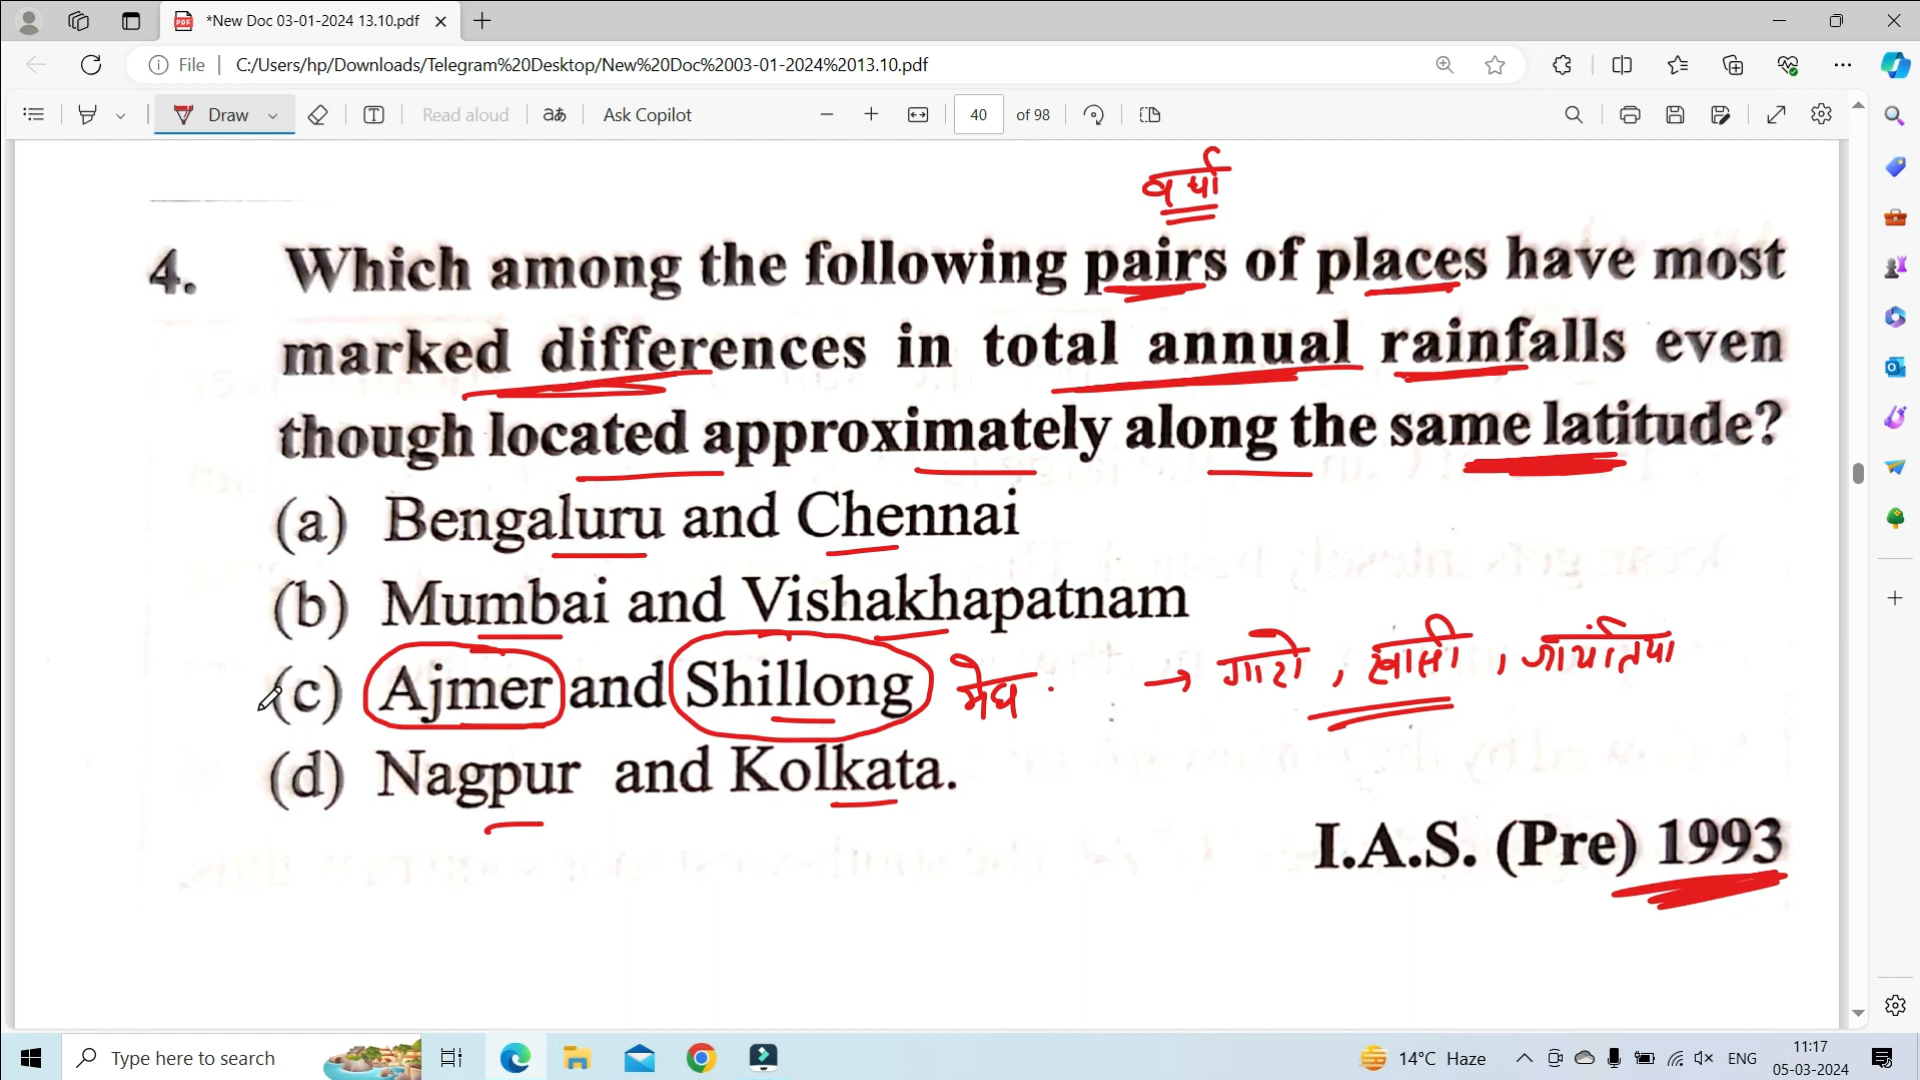 *New Doc 03-01-2024 13.10.pdf
File
C:/Users/hp/Downloads/Telegram%20Desktop/New%20Doc%2003-01-2024%2013.10.pdf
Draw
Read aloud
aあ
Ask Copilot
40 of 98
वर्षा
4. Which among the following pairs of places have most
marked differences in total annual rainfalls even
though located approximately along the same latitude?
(a) Bengaluru and Chennai
(b) Mumbai and Vishakhapatnam
(c) Ajmer and Shillong मेघ. → गारो, खासी, जयंतिया
(d) Nagpur and Kolkata.
I.A.S. (Pre) 1993
Type here to search
14°C Haze
ENG
11:17
05-03-2024